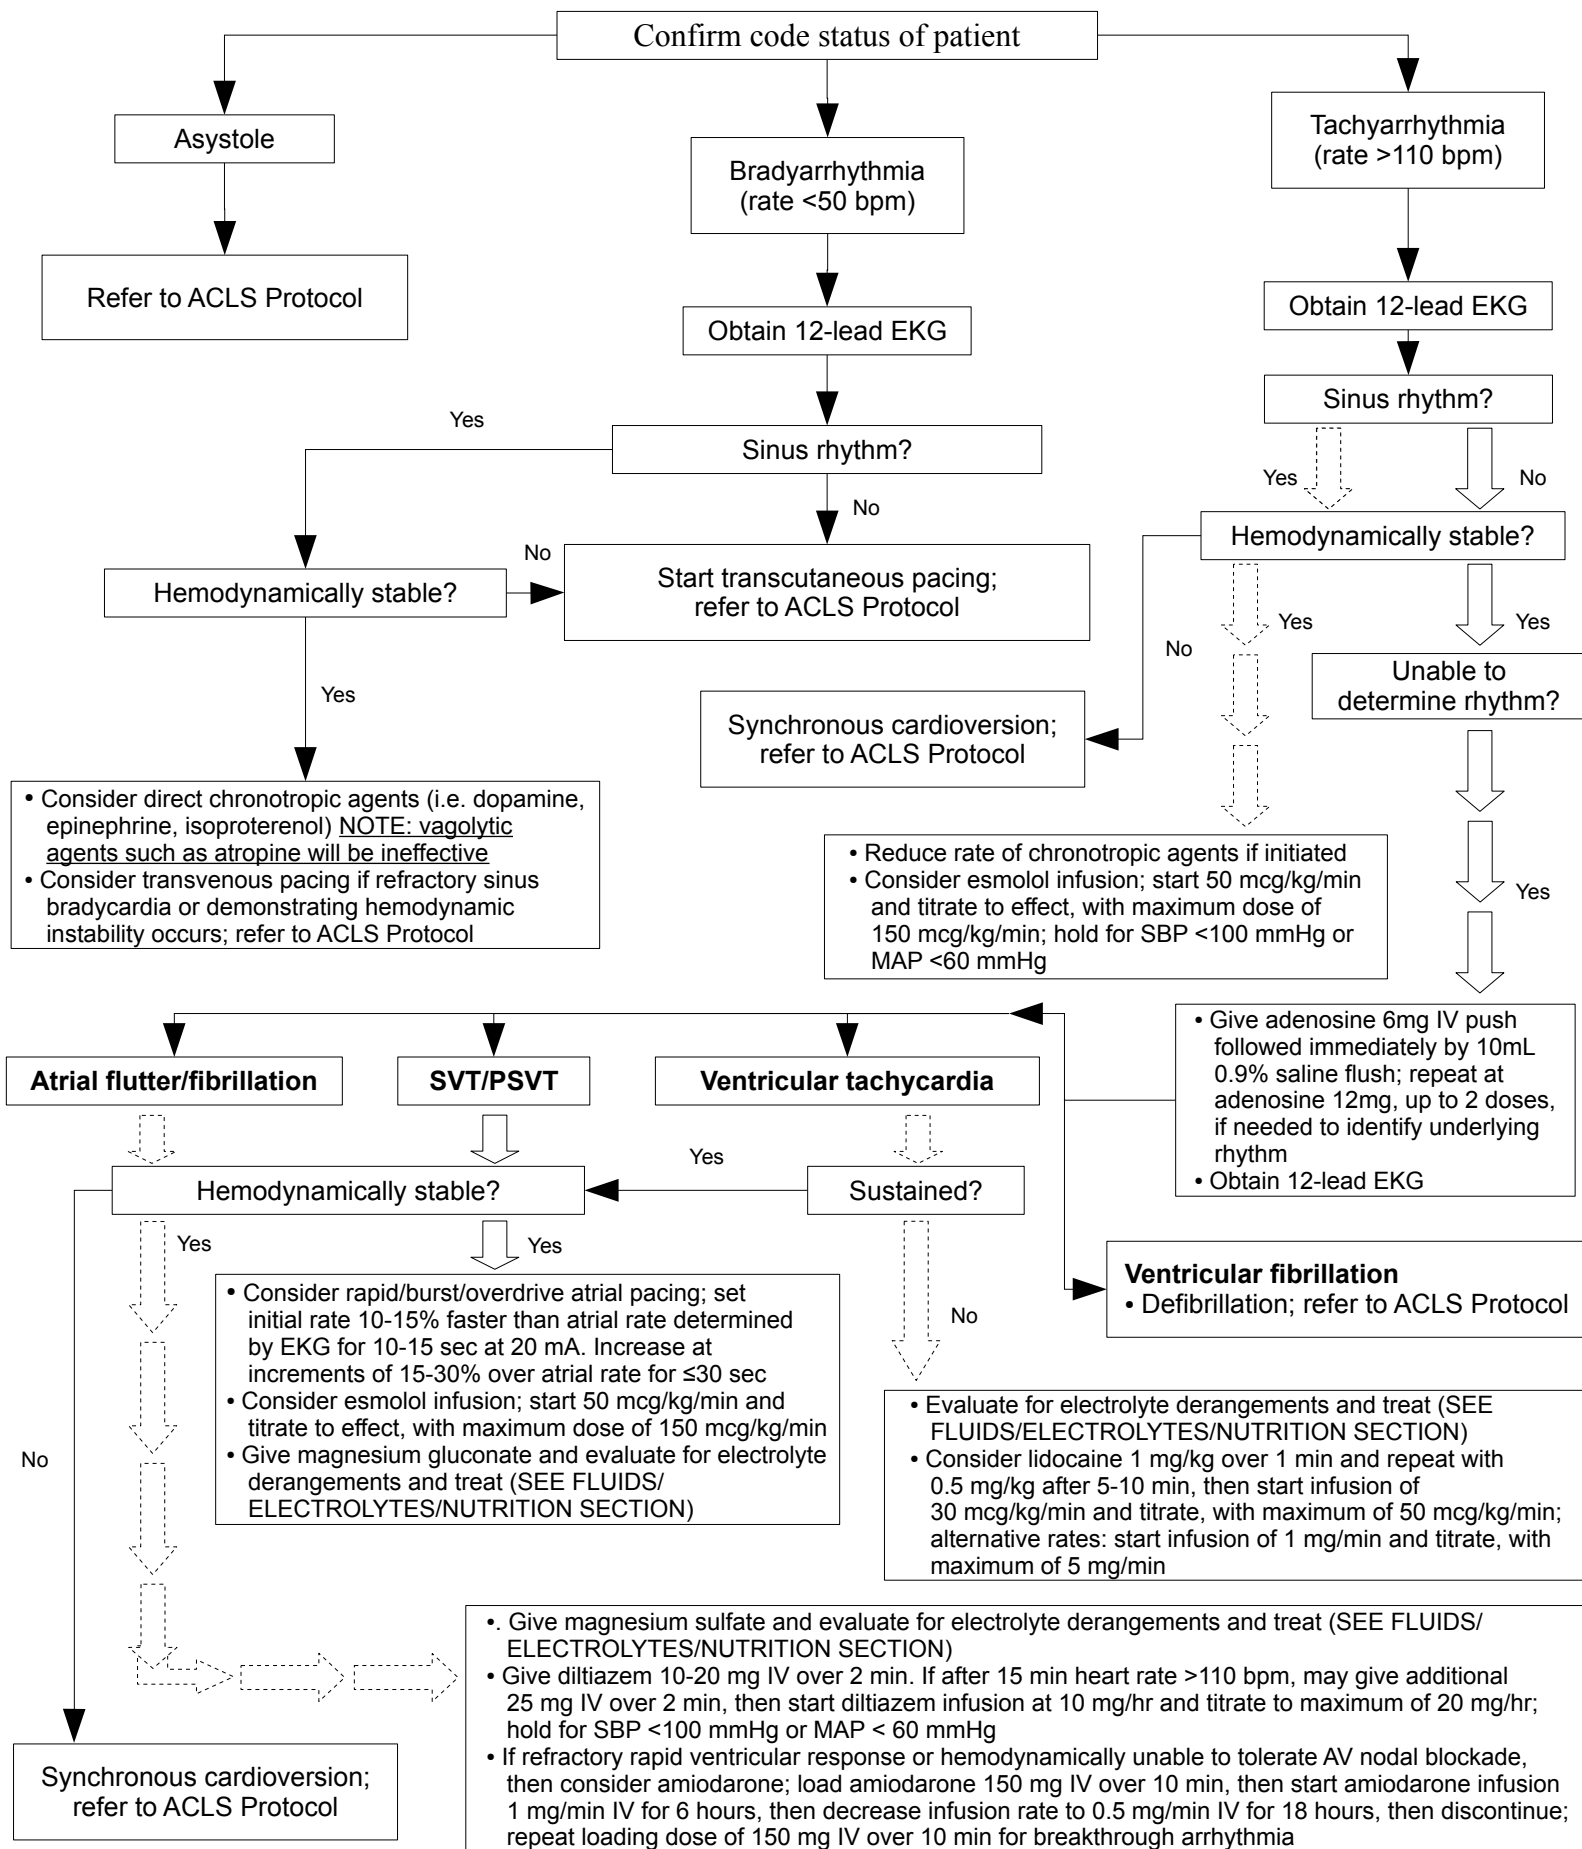 Confirm code status of patient
Asystole
Refer to ACLS Protocol
Bradyarrhythmia
(rate <50 bpm)
Obtain 12-lead EKG
Sinus rhythm?
Yes
No
Hemodynamically stable?
No
Start transcutaneous pacing;
refer to ACLS Protocol
Yes
• Consider direct chronotropic agents (i.e. dopamine,
epinephrine, isoproterenol) NOTE: vagolytic
agents such as atropine will be ineffective
• Consider transvenous pacing if refractory sinus
bradycardia or demonstrating hemodynamic
instability occurs; refer to ACLS Protocol
Tachyarrhythmia
(rate >110 bpm)
Obtain 12-lead EKG
Sinus rhythm?
Yes
No
Hemodynamically stable?
No
Yes
Yes
Synchronous cardioversion;
refer to ACLS Protocol
Unable to
determine rhythm?
• Reduce rate of chronotropic agents if initiated
• Consider esmolol infusion; start 50 mcg/kg/min
and titrate to effect, with maximum dose of
150 mcg/kg/min; hold for SBP <100 mmHg or
MAP <60 mmHg
Yes
• Give adenosine 6mg IV push
followed immediately by 10mL
0.9% saline flush; repeat at
adenosine 12mg, up to 2 doses,
if needed to identify underlying
rhythm
• Obtain 12-lead EKG
Atrial flutter/fibrillation
SVT/PSVT
Ventricular tachycardia
Hemodynamically stable?
Yes
Sustained?
Ventricular fibrillation
• Defibrillation; refer to ACLS Protocol
Yes
Yes
No
No
• Consider rapid/burst/overdrive atrial pacing; set
initial rate 10-15% faster than atrial rate determined
by EKG for 10-15 sec at 20 mA. Increase at
increments of 15-30% over atrial rate for ≤30 sec
• Consider esmolol infusion; start 50 mcg/kg/min and
titrate to effect, with maximum dose of 150 mcg/kg/min
• Give magnesium gluconate and evaluate for electrolyte
derangements and treat (SEE FLUIDS/
ELECTROLYTES/NUTRITION SECTION)
• Evaluate for electrolyte derangements and treat (SEE
FLUIDS/ELECTROLYTES/NUTRITION SECTION)
• Consider lidocaine 1 mg/kg over 1 min and repeat with
0.5 mg/kg after 5-10 min, then start infusion of
30 mcg/kg/min and titrate, with maximum of 50 mcg/kg/min;
alternative rates: start infusion of 1 mg/min and titrate, with
maximum of 5 mg/min
•. Give magnesium sulfate and evaluate for electrolyte derangements and treat (SEE FLUIDS/
ELECTROLYTES/NUTRITION SECTION)
• Give diltiazem 10-20 mg IV over 2 min. If after 15 min heart rate >110 bpm, may give additional
25 mg IV over 2 min, then start diltiazem infusion at 10 mg/hr and titrate to maximum of 20 mg/hr;
hold for SBP <100 mmHg or MAP < 60 mmHg
• If refractory rapid ventricular response or hemodynamically unable to tolerate AV nodal blockade,
then consider amiodarone; load amiodarone 150 mg IV over 10 min, then start amiodarone infusion
1 mg/min IV for 6 hours, then decrease infusion rate to 0.5 mg/min IV for 18 hours, then discontinue;
repeat loading dose of 150 mg IV over 10 min for breakthrough arrhythmia
Synchronous cardioversion;
refer to ACLS Protocol